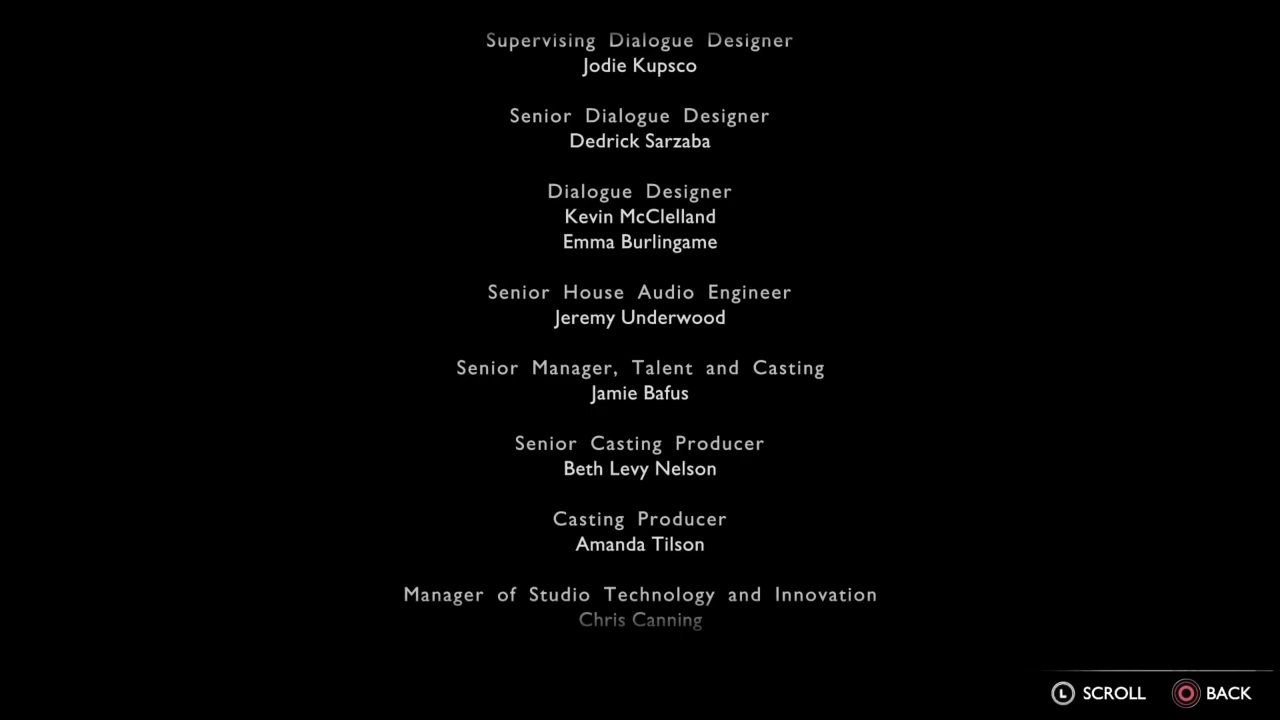 Supervising Dialogue Designer
Jodie Kupsco
Senior Dialogue Designer
Dedrick Sarzaba
Dialogue Designer
Kevin McClelland
Emma Burlingame
Senior House Audio Engineer
Jeremy Underwood
Senior Manager, Talent and Casting
Jamie Bafus
Senior Casting Producer
Beth Levy Nelson
Casting Producer
Amanda Tilson
Manager of Studio Technology and Innovation
Chris Canning
L SCROLL BACK